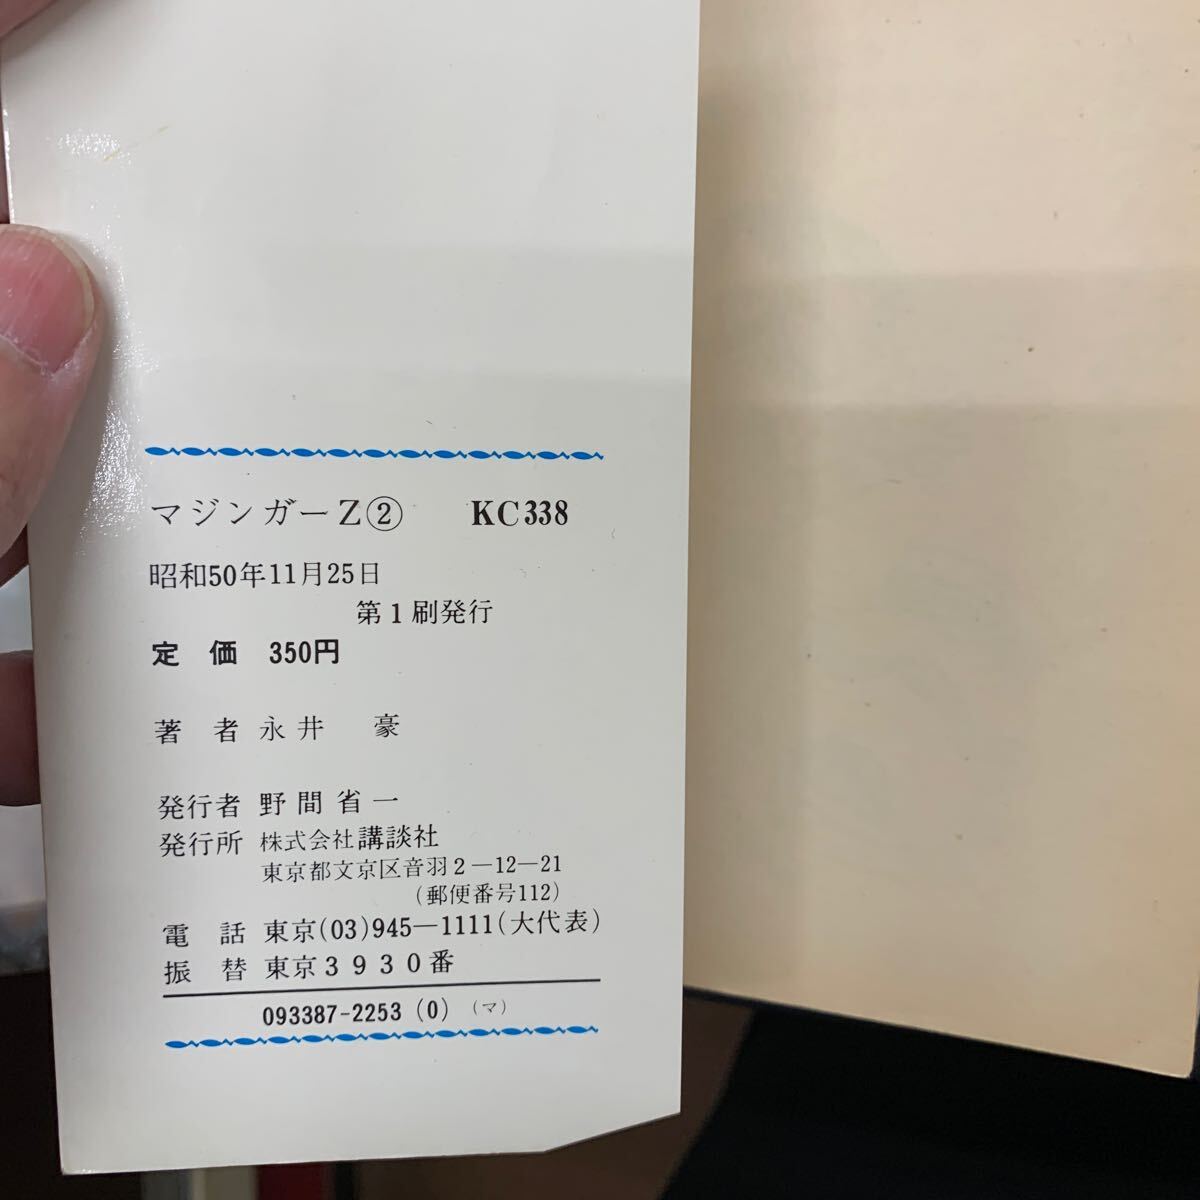 マジンガーZ② KC338
昭和50年11月25日
第1刷発行
定 価 350円
著 者 永井 豪
発行者 野間省一
発行所 株式会社講談社
東京都文京区音羽2―12―21
(郵便番号112)
電 話 東京(03)945―1111(大代表)
振 替 東京3930番
093387-2253 (0) (マ)